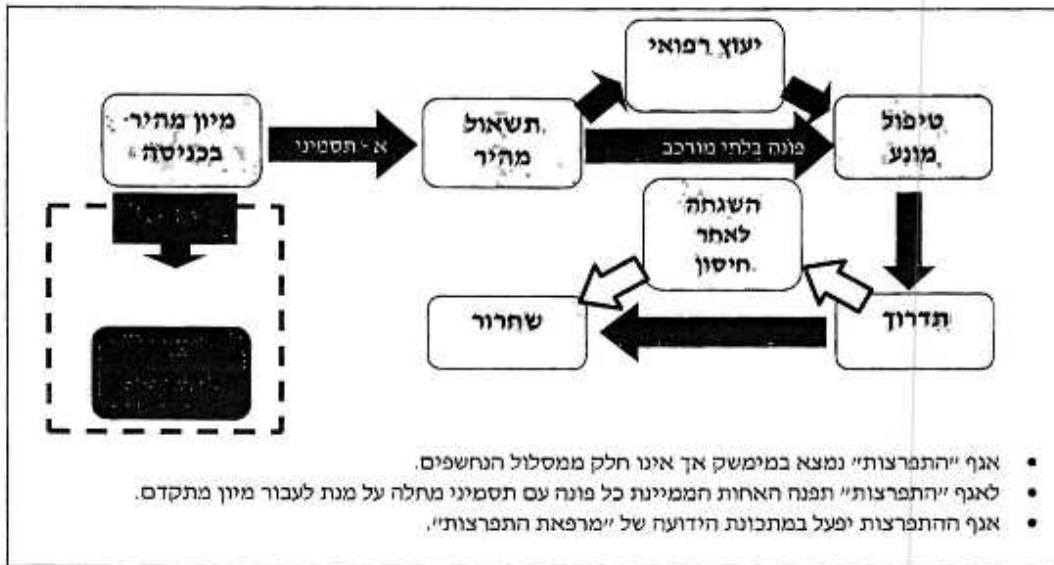 יעוץ רפואי
מיון מהיר-
בכניסה
א - תסמיני
תשאול
מהיר
פונה בלתי מורכב
טיפול
מונע
השגחה
לאחר
חיסון
שחרור
תדרוך
• אגף "התפרצות" נמצא במימשק אך אינו חלק ממסלול הנחשפים.
• לאגף "התפרצות" תפנה האחות הממיינת כל פונה עם תסמיני מחלה על מנת לעבור מיון מתקדם.
• אגף ההתפרצות יפעל במתכונת הידועה של "מרפאת התפרצות".